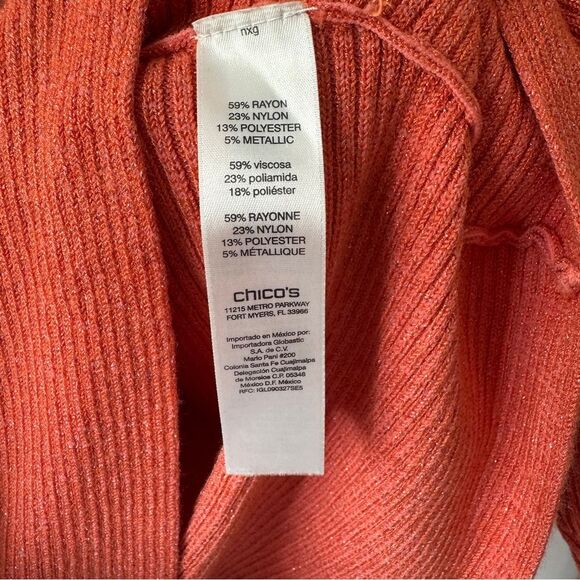 nxg
59% RAYON
23% NYLON
13% POLYESTER
5% METALLIC
59% viscosa
23% poliamida
18% poliéster
59% RAYONNE
23% NYLON
13% POLYESTER
5% MÉTALLIQUE
chico's
11215 METRO PARKWAY
FORT MYERS, FL 33966
Importado en México por:
Importadora Globastic
S.A. de C.V.
Mario Pani #200
Colonia Santa Fe Cuajimalpa
Delegación Cuajimalpa
de Morelos C.P. 05348
México D.F. México
RFC: IGL090327SE5